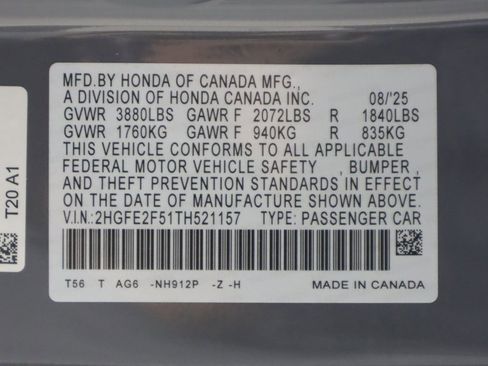 MFD.BY HONDA OF CANADA MFG.,
A DIVISION OF HONDA CANADA INC. 08/'25
GVWR 3880LBS GAWR F 2072LBS R 1840LBS
GVWR 1760KG GAWR F 940KG R 835KG
THIS VEHICLE CONFORMS TO ALL APPLICABLE
FEDERAL MOTOR VEHICLE SAFETY , BUMPER ,
AND THEFT PREVENTION STANDARDS IN EFFECT
ON THE DATE OF MANUFACTURE SHOWN ABOVE.
V.I.N.:2HGFE2F51TH521157 TYPE: PASSENGER CAR
T56 T AG6 -NH912P -Z -H MADE IN CANADA
T20 A1